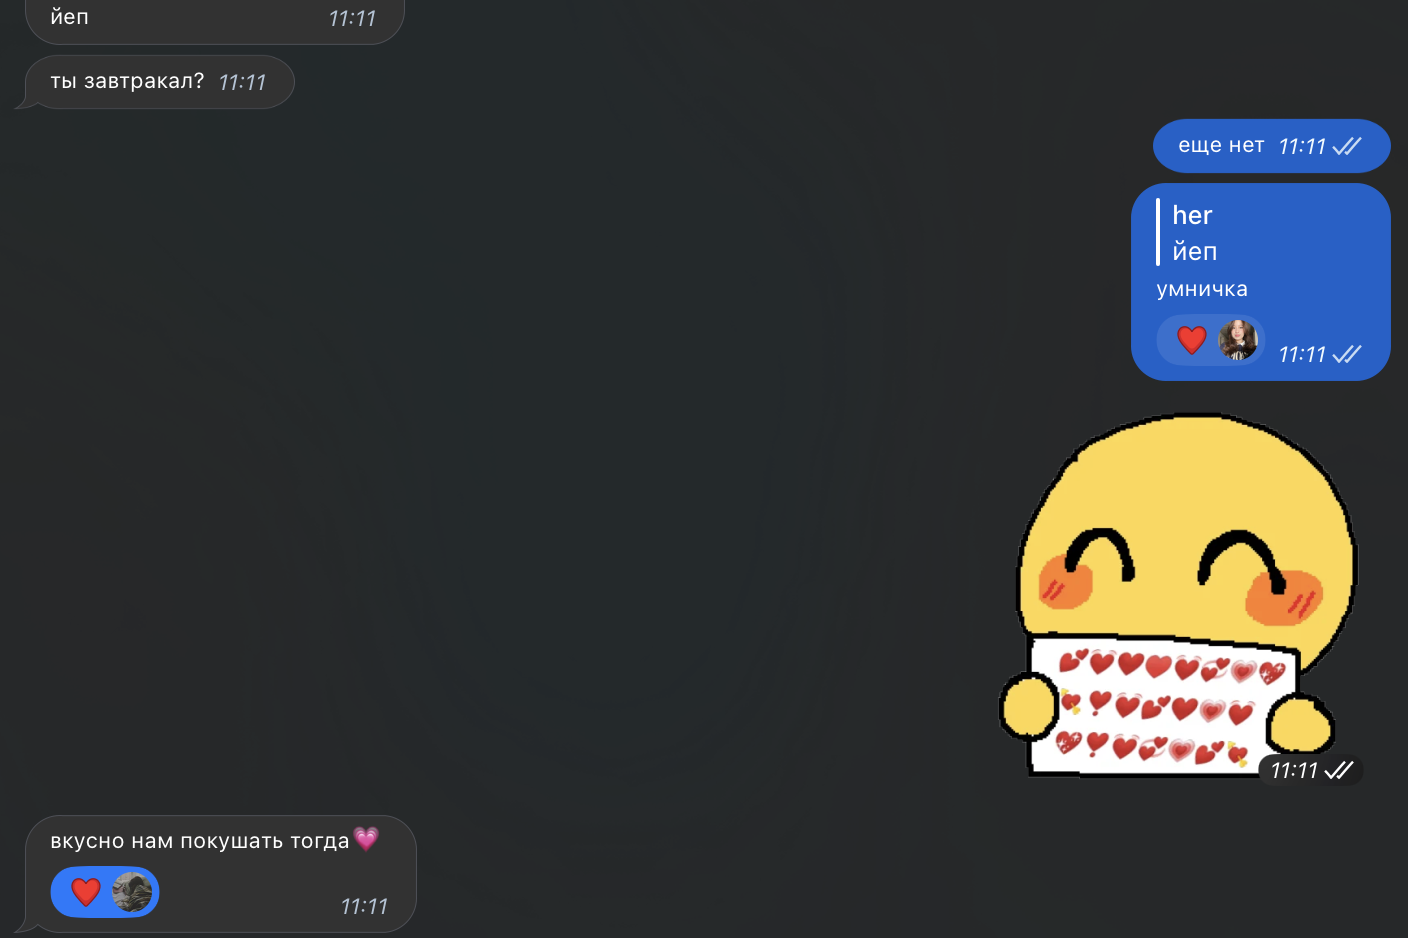 йеп 11:11
ты завтракал? 11:11
еще нет 11:11
her
йеп
умничка
11:11
11:11
вкусно нам покушать тогда💗
11:11